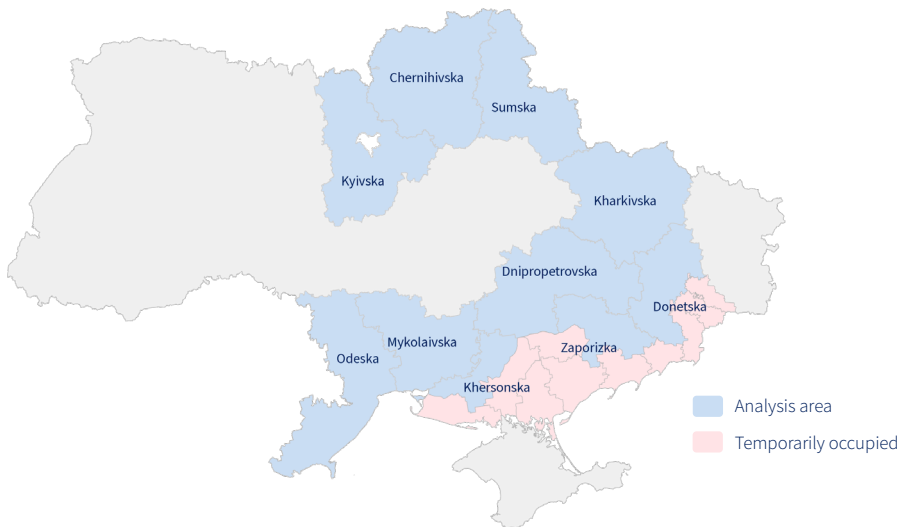 Chernihivska
Sumska
Kyivska
Kharkivska
Dnipropetrovska
Donetska
Mykolaivska
Zaporizka
Odeska
Khersonska
Analysis area
Temporarily occupied